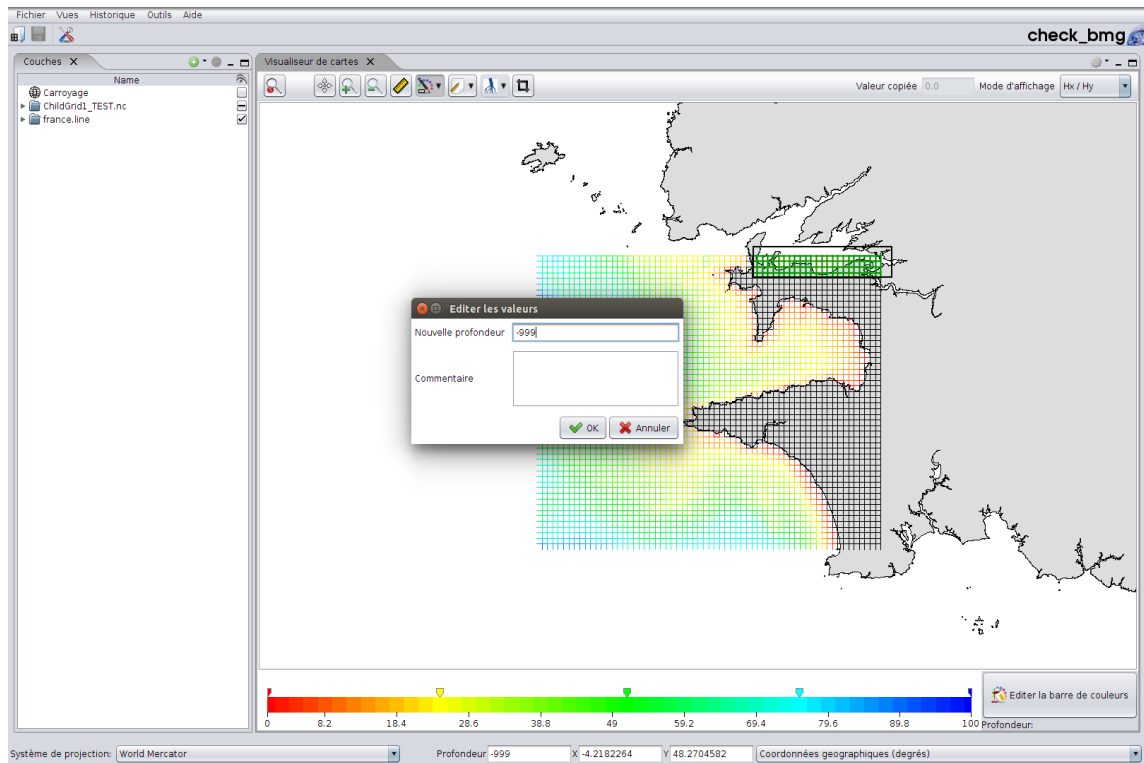 Fichier Vues Historique Outils Aide
check_bmg
Couches X
Visualiseur de cartes X
Name
Carroyage
ChildGrid1_TEST.nc
france.line
Valeur copiée 0.0 Mode d'affichage Hx / Hy
Editer les valeurs
Nouvelle profondeur -999
Commentaire
OK Annuler
0 8.2 18.4 28.6 38.8 49 59.2 69.4 79.6 89.8 100
Editer la barre de couleurs
Profondeur:
Système de projection: World Mercator Profondeur -999 X -4.2182264 Y 48.2704582 Coordonnées geographiques (degrés)